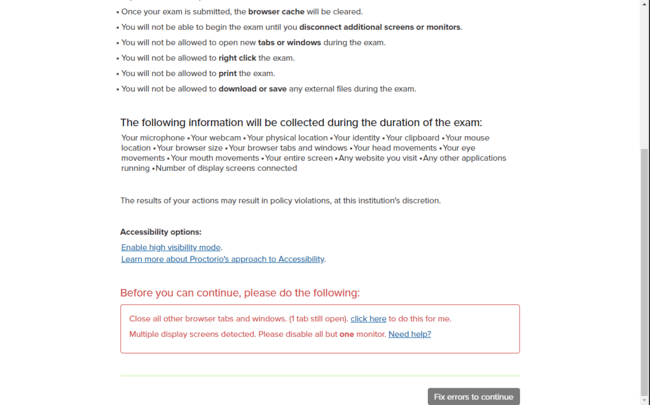 • Once your exam is submitted, the browser cache will be cleared.
• You will not be able to begin the exam until you disconnect additional screens or monitors.
• You will not be allowed to open new tabs or windows during the exam.
• You will not be allowed to right click the exam.
• You will not be allowed to print the exam.
• You will not be allowed to download or save any external files during the exam.
The following information will be collected during the duration of the exam:
Your microphone • Your webcam • Your physical location • Your identity • Your clipboard • Your mouse
location • Your browser size • Your browser tabs and windows • Your head movements • Your eye
movements • Your mouth movements • Your entire screen • Any website you visit • Any other applications
running • Number of display screens connected
The results of your actions may result in policy violations, at this institution's discretion.
Accessibility options:
Enable high visibility mode.
Learn more about Proctorio's approach to Accessibility.
Before you can continue, please do the following:
Close all other browser tabs and windows. (1 tab still open). click here to do this for me.
Multiple display screens detected. Please disable all but one monitor. Need help?
Fix errors to continue